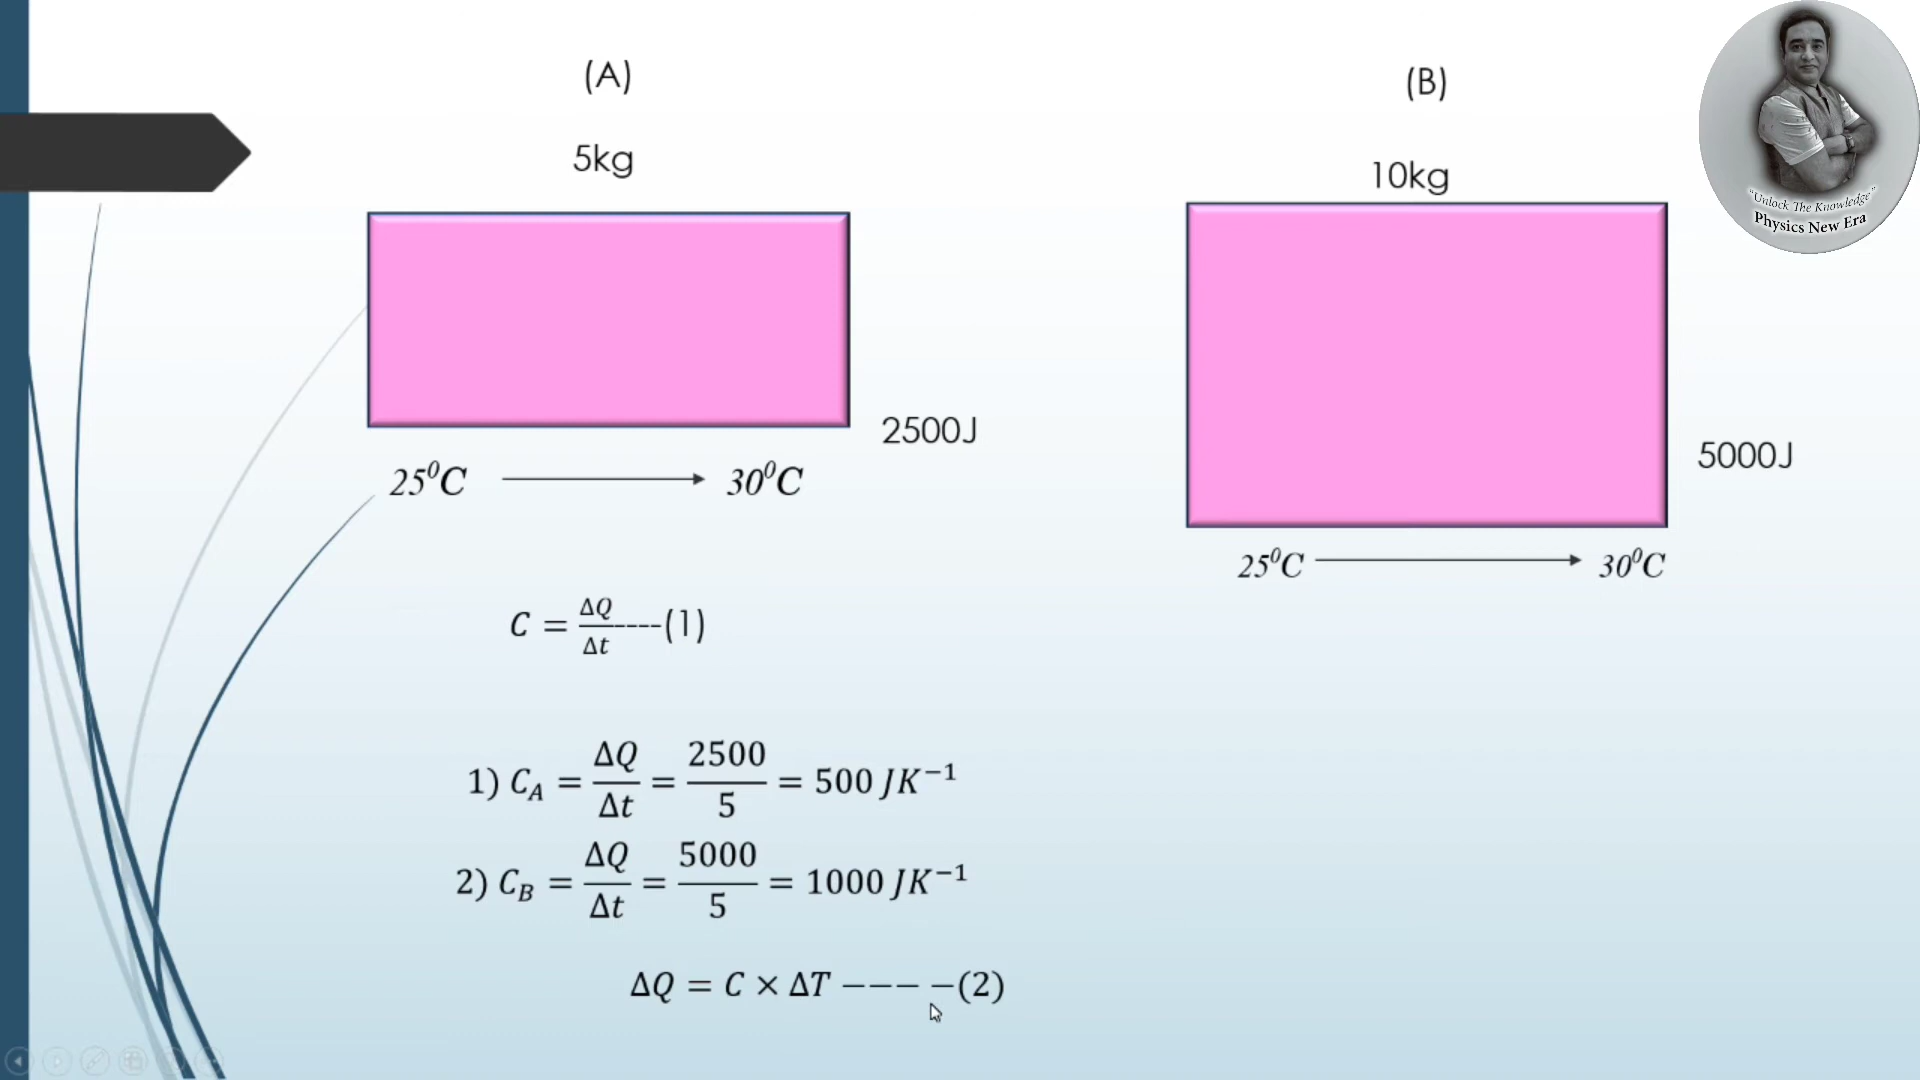 (A)
5kg
2500J
25⁰C → 30⁰C
(B)
10kg
5000J
25⁰C → 30⁰C
"Unlock The Knowledge"
Physics New Era
C = ΔQ/Δt ----(1)
1) C_A = ΔQ/Δt = 2500/5 = 500 JK⁻¹
2) C_B = ΔQ/Δt = 5000/5 = 1000 JK⁻¹
ΔQ = C × ΔT −−− −(2)